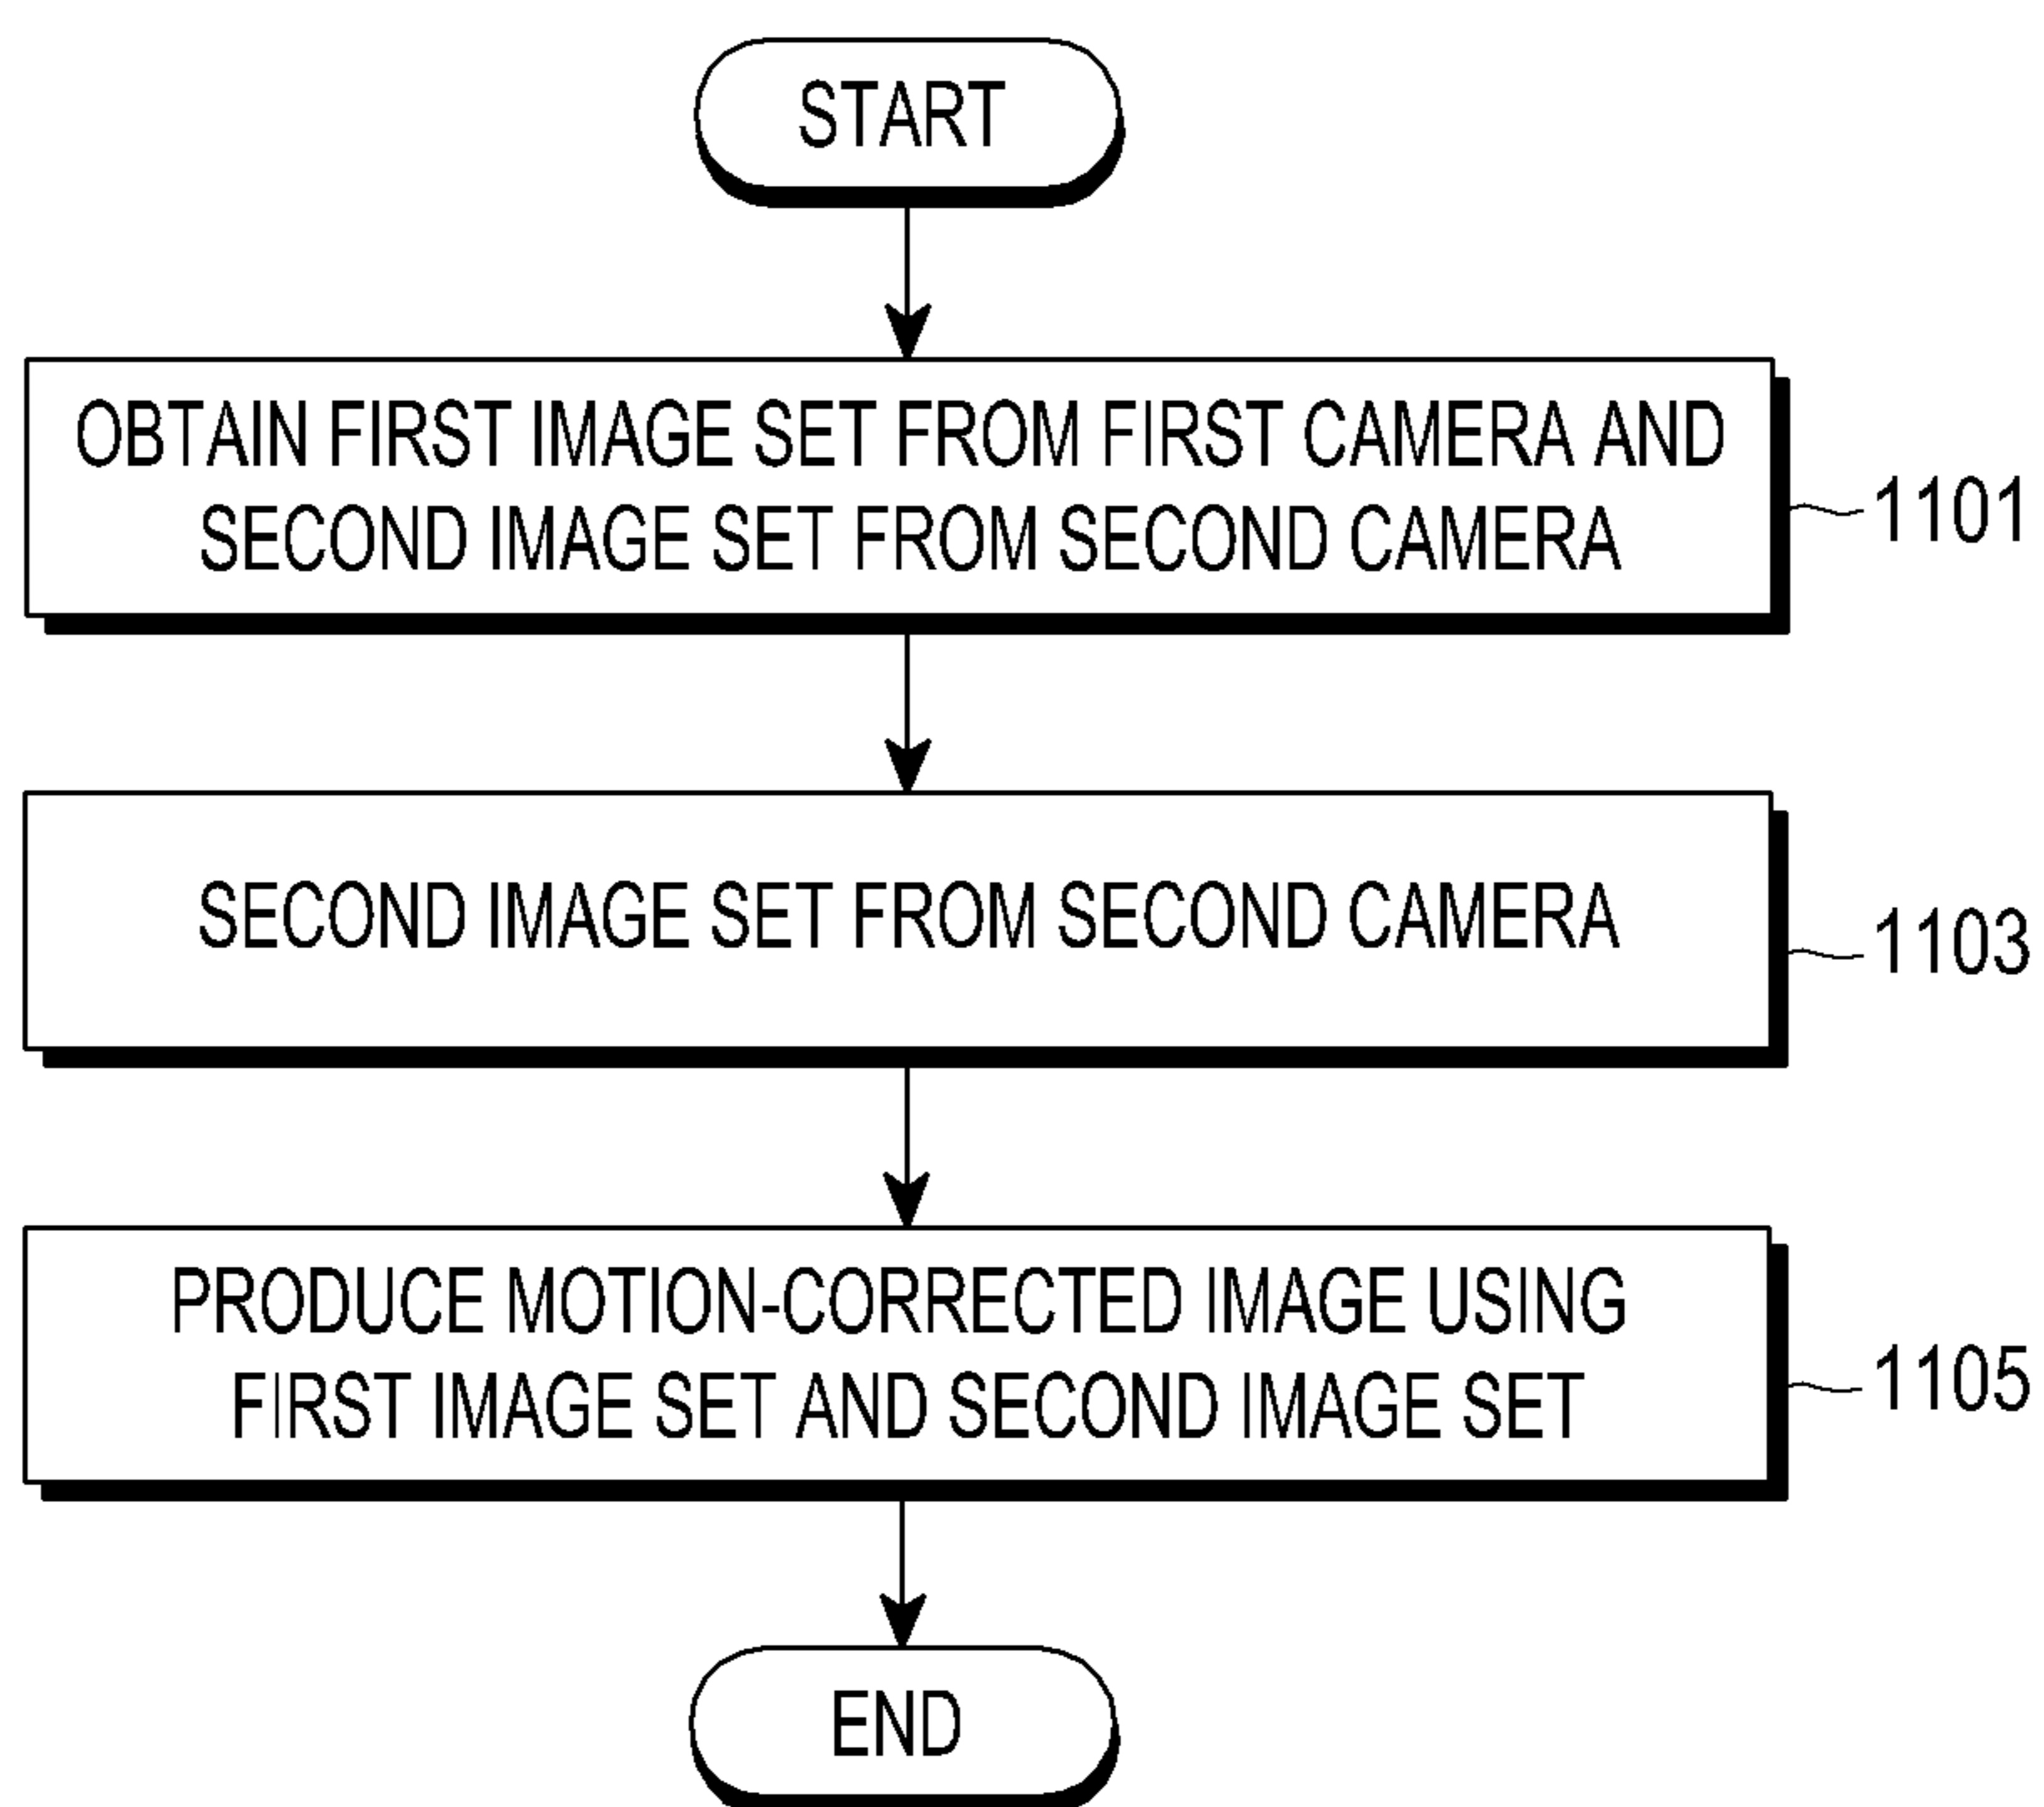 START
OBTAIN FIRST IMAGE SET FROM FIRST CAMERA AND
SECOND IMAGE SET FROM SECOND CAMERA
1101
SECOND IMAGE SET FROM SECOND CAMERA
1103
PRODUCE MOTION-CORRECTED IMAGE USING
FIRST IMAGE SET AND SECOND IMAGE SET
1105
END